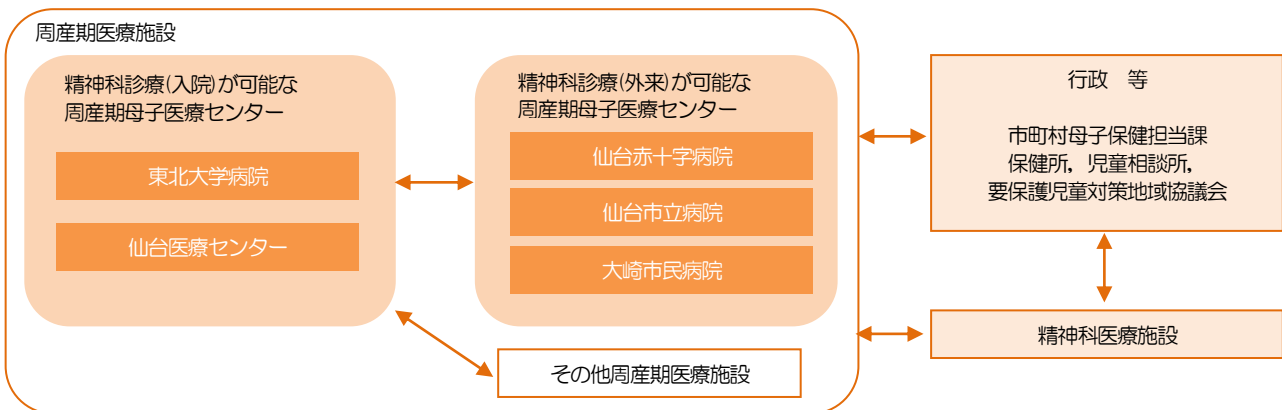 周産期医療施設
精神科診療(入院)が可能な
周産期母子医療センター
東北大学病院
仙台医療センター
精神科診療(外来)が可能な
周産期母子医療センター
仙台赤十字病院
仙台市立病院
大崎市民病院
その他周産期医療施設
行政　等
市町村母子保健担当課
保健所，児童相談所，
要保護児童対策地域協議会
精神科医療施設